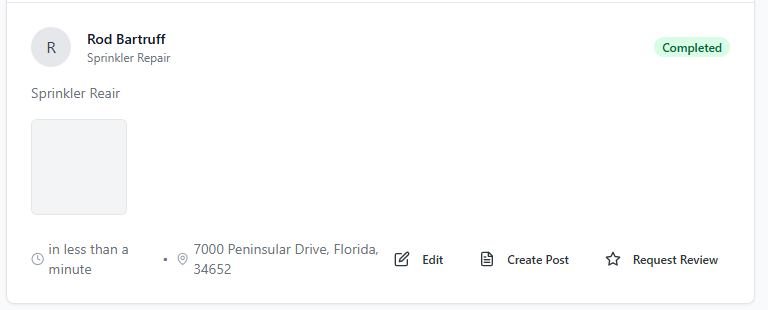 R
Rod Bartruff
Sprinkler Repair
Completed
Sprinkler Reair
in less than a
minute
•
7000 Peninsular Drive, Florida,
34652
Edit
Create Post
Request Review